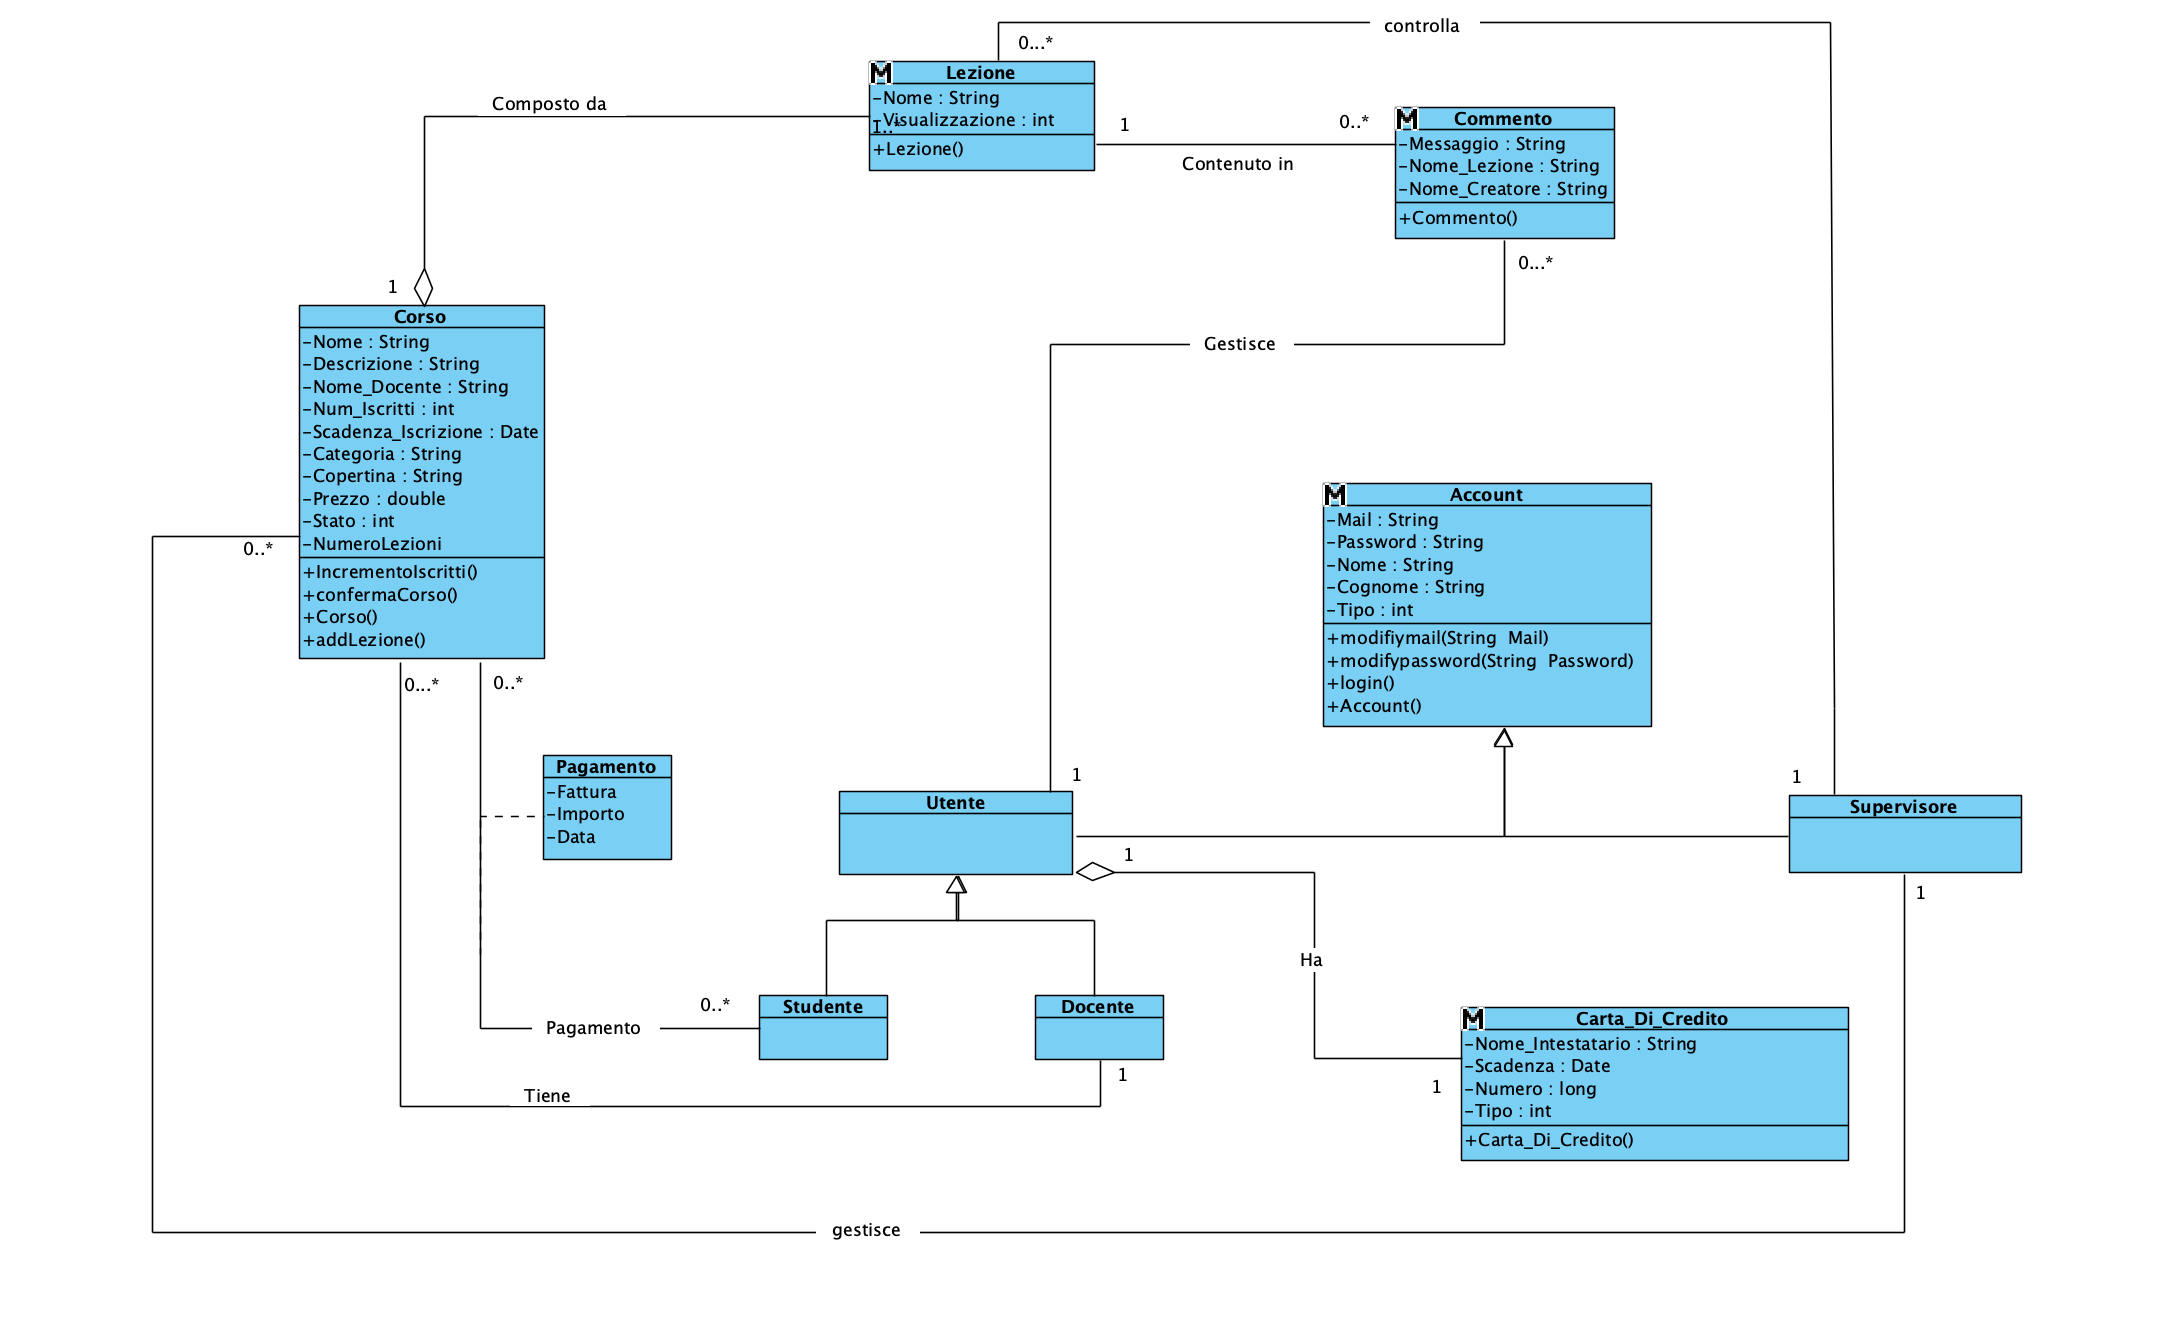 controlla
0...*
M
Lezione
-Nome : String
-Visualizzazione : int
1..*
+Lezione()
Composto da
1
0..*
Contenuto in
M
Commento
-Messaggio : String
-Nome_Lezione : String
-Nome_Creatore : String
+Commento()
0...*
Gestisce
1
Corso
-Nome : String
-Descrizione : String
-Nome_Docente : String
-Num_Iscritti : int
-Scadenza_Iscrizione : Date
-Categoria : String
-Copertina : String
-Prezzo : double
-Stato : int
-NumeroLezioni
+IncrementoIscritti()
+confermaCorso()
+Corso()
+addLezione()
0..*
0...*
0..*
M
Account
-Mail : String
-Password : String
-Nome : String
-Cognome : String
-Tipo : int
+modifiymail(String Mail)
+modifypassword(String Password)
+login()
+Account()
Pagamento
-Fattura
-Importo
-Data
1
Utente
1
1
Supervisore
1
Ha
Pagamento
0..*
Studente
Docente
1
Tiene
1
M
Carta_Di_Credito
-Nome_Intestatario : String
-Scadenza : Date
-Numero : long
-Tipo : int
+Carta_Di_Credito()
gestisce